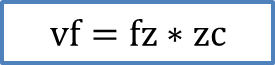 vf = fz * zc